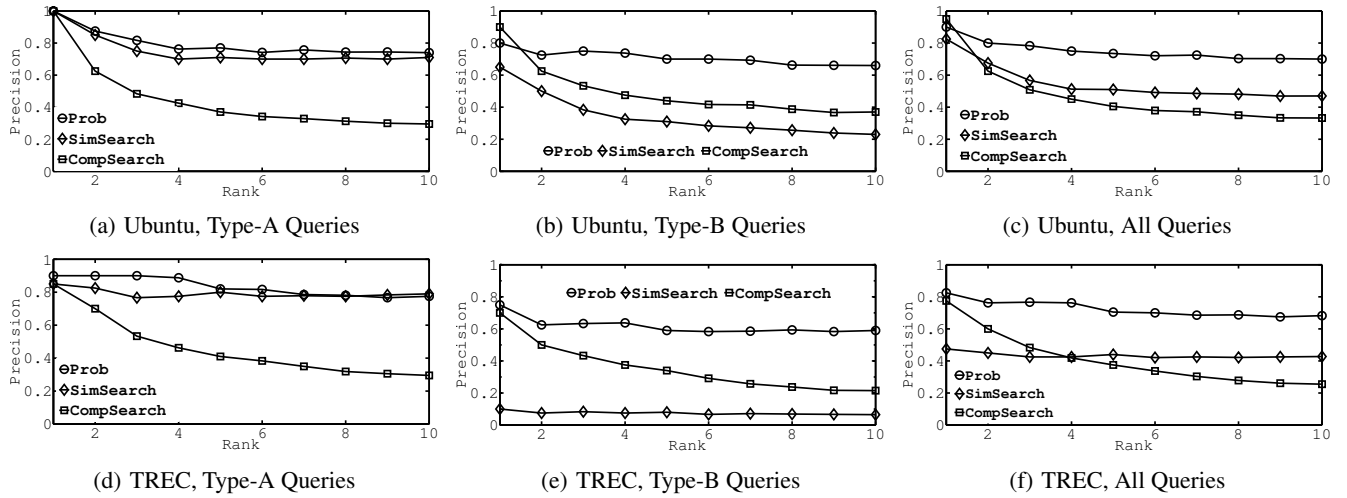 1
0.8
0.6
0.4
0.2
0
Precision
Prob
SimSearch
CompSearch
2 4 6 8 10
Rank
(a) Ubuntu, Type-A Queries
1
0.8
0.6
0.4
0.2
0
Precision
Prob SimSearch CompSearch
2 4 6 8 10
Rank
(b) Ubuntu, Type-B Queries
1
0.8
0.6
0.4
0.2
0
Precision
Prob
SimSearch
CompSearch
2 4 6 8 10
Rank
(c) Ubuntu, All Queries
1
0.8
0.6
0.4
0.2
0
Precision
Prob
SimSearch
CompSearch
2 4 6 8 10
Rank
(d) TREC, Type-A Queries
1
0.8
0.6
0.4
0.2
0
Precision
Prob SimSearch CompSearch
2 4 6 8 10
Rank
(e) TREC, Type-B Queries
1
0.8
0.6
0.4
0.2
0
Precision
Prob
SimSearch
CompSearch
2 4 6 8 10
Rank
(f) TREC, All Queries